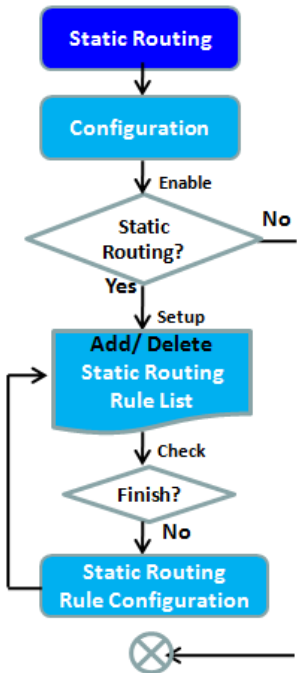 Static Routing
Configuration
Enable
Static
Routing?
No
Yes
Setup
Add/ Delete
Static Routing
Rule List
Check
Finish?
No
Static Routing
Rule Configuration